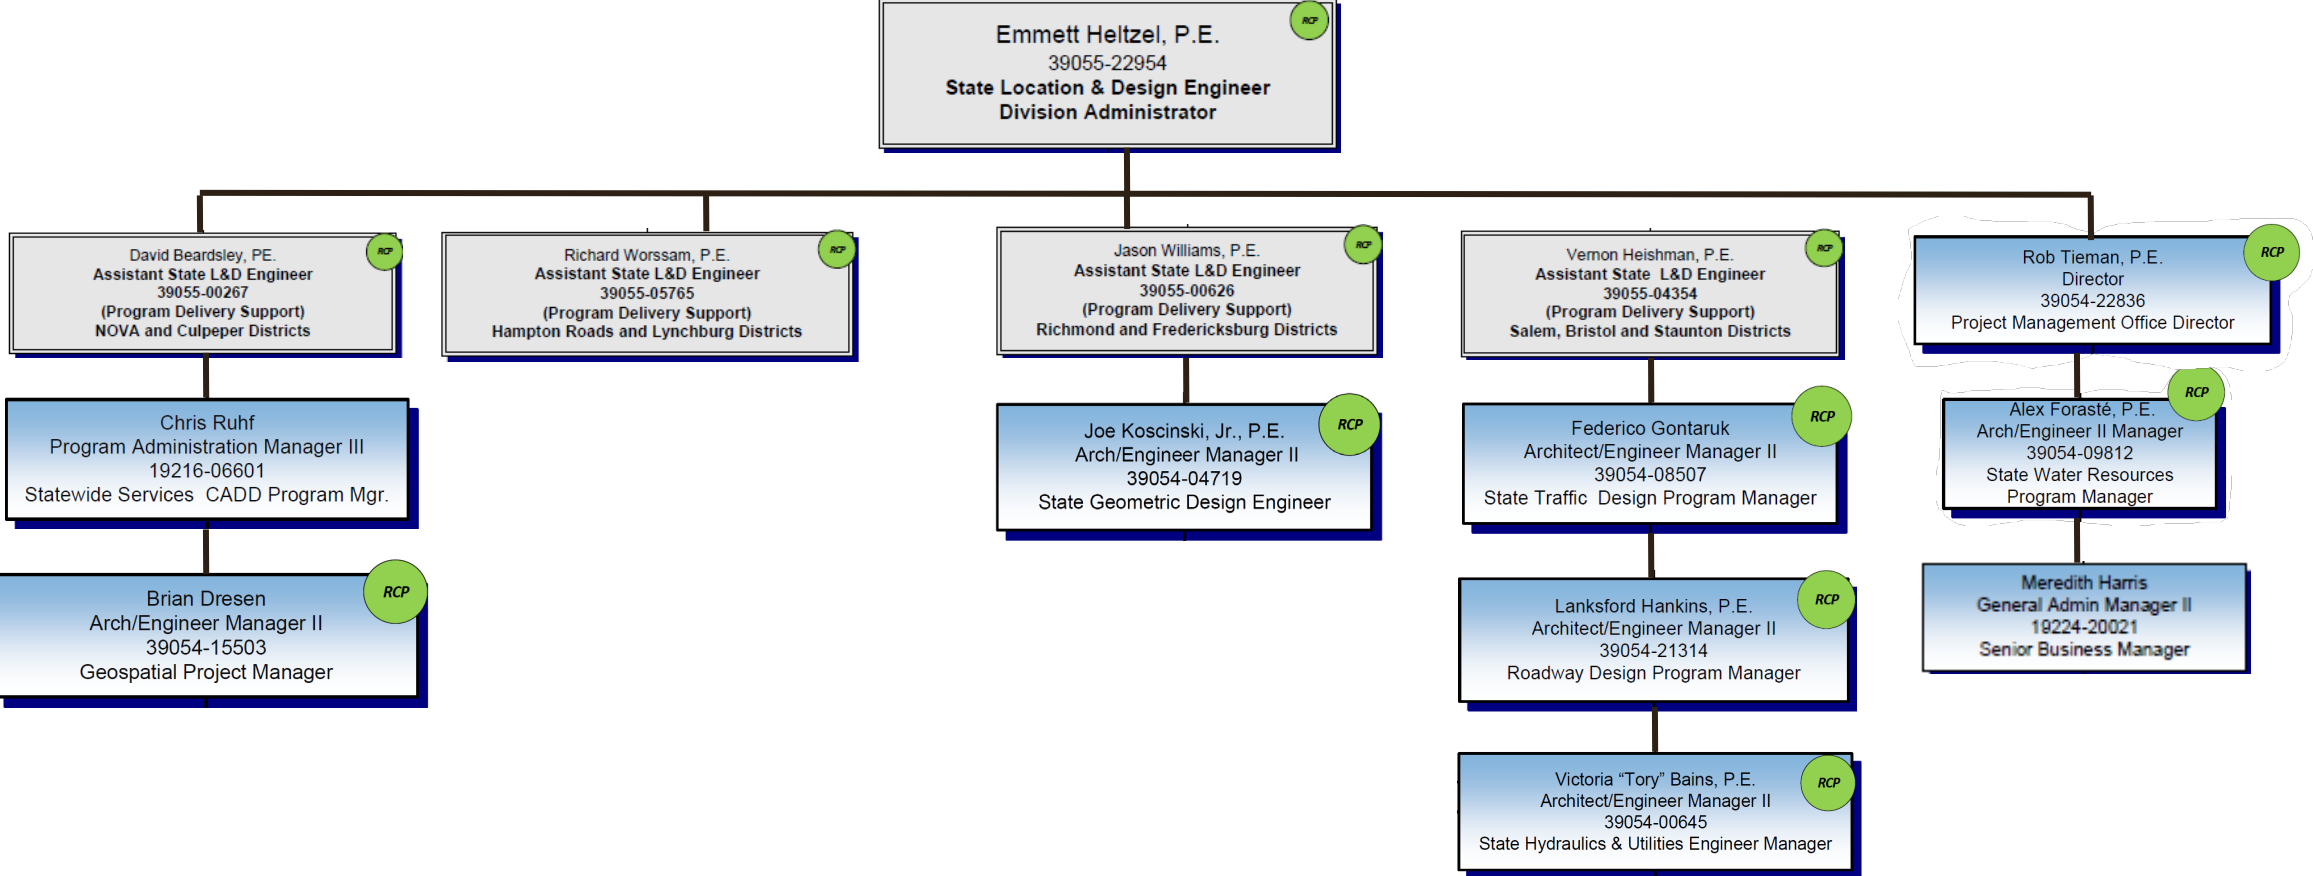 RCP
Emmett Heltzel, P.E.
39055-22954
State Location & Design Engineer
Division Administrator
RCP
David Beardsley, PE.
Assistant State L&D Engineer
39055-00267
(Program Delivery Support)
NOVA and Culpeper Districts
RCP
Richard Worssam, P.E.
Assistant State L&D Engineer
39055-05765
(Program Delivery Support)
Hampton Roads and Lynchburg Districts
RCP
Jason Williams, P.E.
Assistant State L&D Engineer
39055-00626
(Program Delivery Support)
Richmond and Fredericksburg Districts
RCP
Vernon Heishman, P.E.
Assistant State L&D Engineer
39055-04354
(Program Delivery Support)
Salem, Bristol and Staunton Districts
RCP
Rob Tieman, P.E.
Director
39054-22836
Project Management Office Director
Chris Ruhf
Program Administration Manager III
19216-06601
Statewide Services CADD Program Mgr.
RCP
Joe Koscinski, Jr., P.E.
Arch/Engineer Manager II
39054-04719
State Geometric Design Engineer
RCP
Federico Gontaruk
Architect/Engineer Manager II
39054-08507
State Traffic Design Program Manager
RCP
Alex Forasté, P.E.
Arch/Engineer II Manager
39054-09812
State Water Resources
Program Manager
RCP
Brian Dresen
Arch/Engineer Manager II
39054-15503
Geospatial Project Manager
RCP
Lanksford Hankins, P.E.
Architect/Engineer Manager II
39054-21314
Roadway Design Program Manager
Meredith Harris
General Admin Manager II
19224-20021
Senior Business Manager
RCP
Victoria “Tory” Bains, P.E.
Architect/Engineer Manager II
39054-00645
State Hydraulics & Utilities Engineer Manager